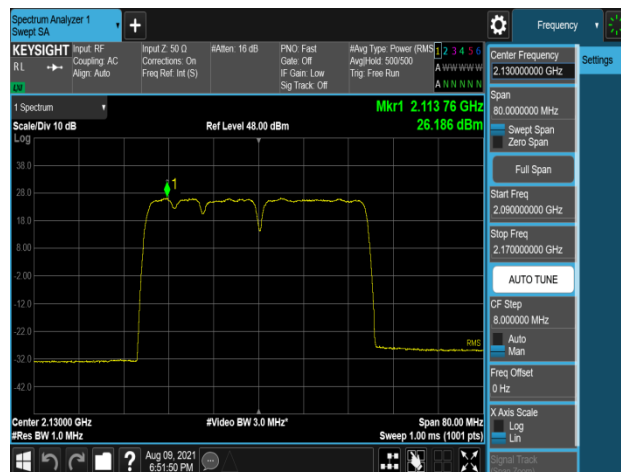 Spectrum Analyzer 1
Swept SA
+
Frequency
KEYSIGHT
RL
Input: RF
Coupling: AC
Align: Auto
Input Z: 50 Ω
Corrections: On
Freq Ref: Int (S)
#Atten: 16 dB
PNO: Fast
Gate: Off
IF Gain: Low
Sig Track: Off
#Avg Type: Power (RMS
Avg|Hold: 500/500
Trig: Free Run
1 2 3 4 5 6
A W W W W W
A N N N N N
Center Frequency
2.130000000 GHz
Settings
Span
80.0000000 MHz
Swept Span
Zero Span
Full Span
Start Freq
2.090000000 GHz
Stop Freq
2.170000000 GHz
AUTO TUNE
CF Step
8.000000 MHz
Auto
Man
Freq Offset
0 Hz
X Axis Scale
Log
Lin
Signal Track
1 Spectrum
Scale/Div 10 dB
Ref Level 48.00 dBm
Mkr1 2.113 76 GHz
26.186 dBm
Log
38.0
28.0
18.0
8.00
-2.00
-12.0
-22.0
-32.0
-42.0
1
RMS
Center 2.13000 GHz
#Video BW 3.0 MHz*
Span 80.00 MHz
#Res BW 1.0 MHz
Sweep 1.00 ms (1001 pts)
?
Aug 09, 2021
6:51:50 PM